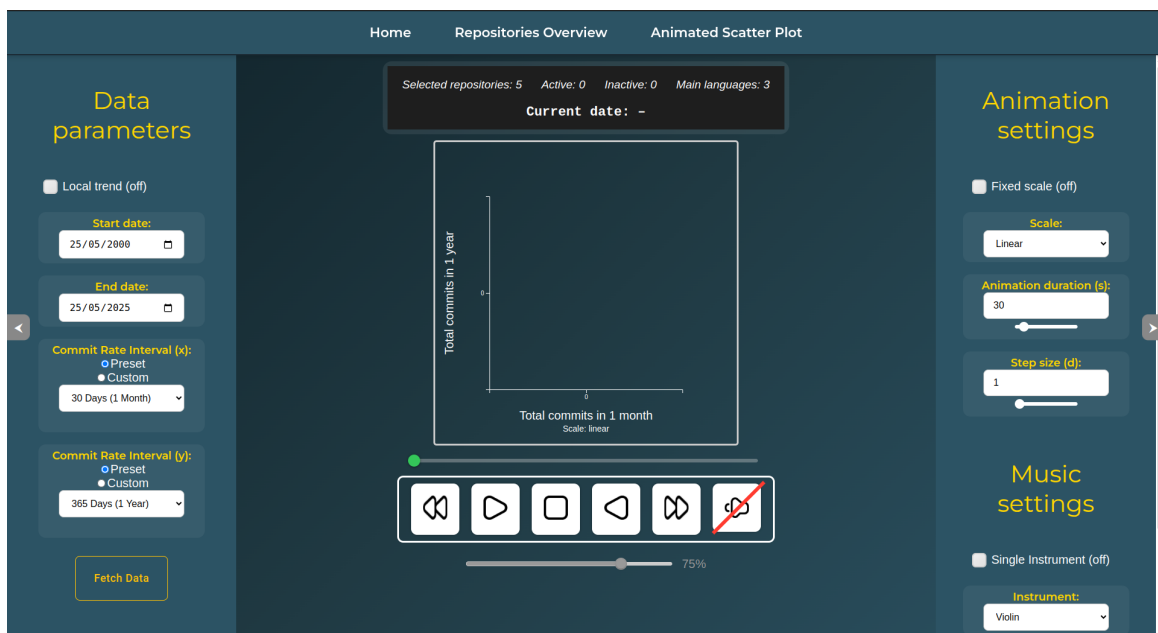 Home Repositories Overview Animated Scatter Plot
Data
parameters
Local trend (off)
Start date:
25/05/2000
End date:
25/05/2025
Commit Rate Interval (x):
Preset
Custom
30 Days (1 Month)
Commit Rate Interval (y):
Preset
Custom
365 Days (1 Year)
Fetch Data
Selected repositories: 5 Active: 0 Inactive: 0 Main languages: 3
Current date: –
Total commits in 1 year
0
0
Total commits in 1 month
Scale: linear
75%
Animation
settings
Fixed scale (off)
Scale:
Linear
Animation duration (s):
30
Step size (d):
1
Music
settings
Single Instrument (off)
Instrument:
Violin